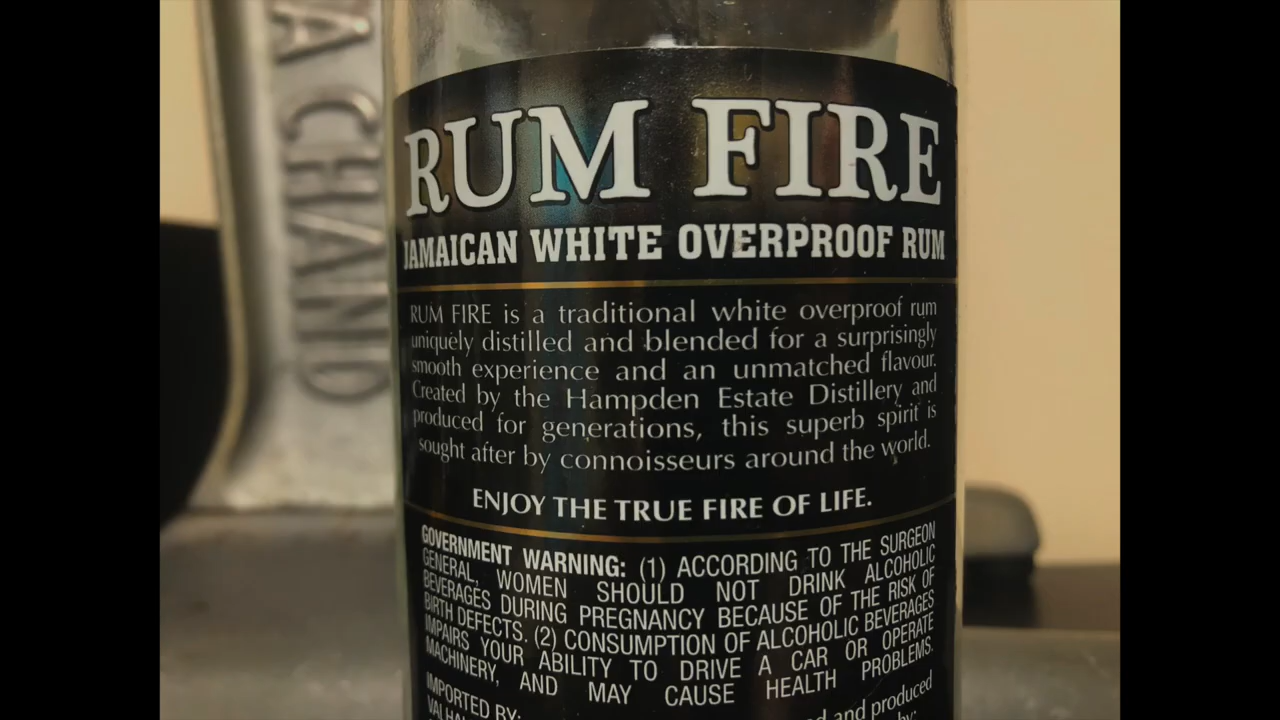 A CHAND
RUM FIRE
JAMAICAN WHITE OVERPROOF RUM
RUM FIRE is a traditional white overproof rum
uniquely distilled and blended for a surprisingly
smooth experience and an unmatched flavour.
Created by the Hampden Estate Distillery and
produced for generations, this superb spirit is
sought after by connoisseurs around the world.
ENJOY THE TRUE FIRE OF LIFE.
GOVERNMENT WARNING: (1) ACCORDING TO THE SURGEON
GENERAL, WOMEN SHOULD NOT DRINK ALCOHOLIC
BEVERAGES DURING PREGNANCY BECAUSE OF THE RISK OF
BIRTH DEFECTS. (2) CONSUMPTION OF ALCOHOLIC BEVERAGES
IMPAIRS YOUR ABILITY TO DRIVE A CAR OR OPERATE
MACHINERY, AND MAY CAUSE HEALTH PROBLEMS.
IMPORTED BY: and produced
by: